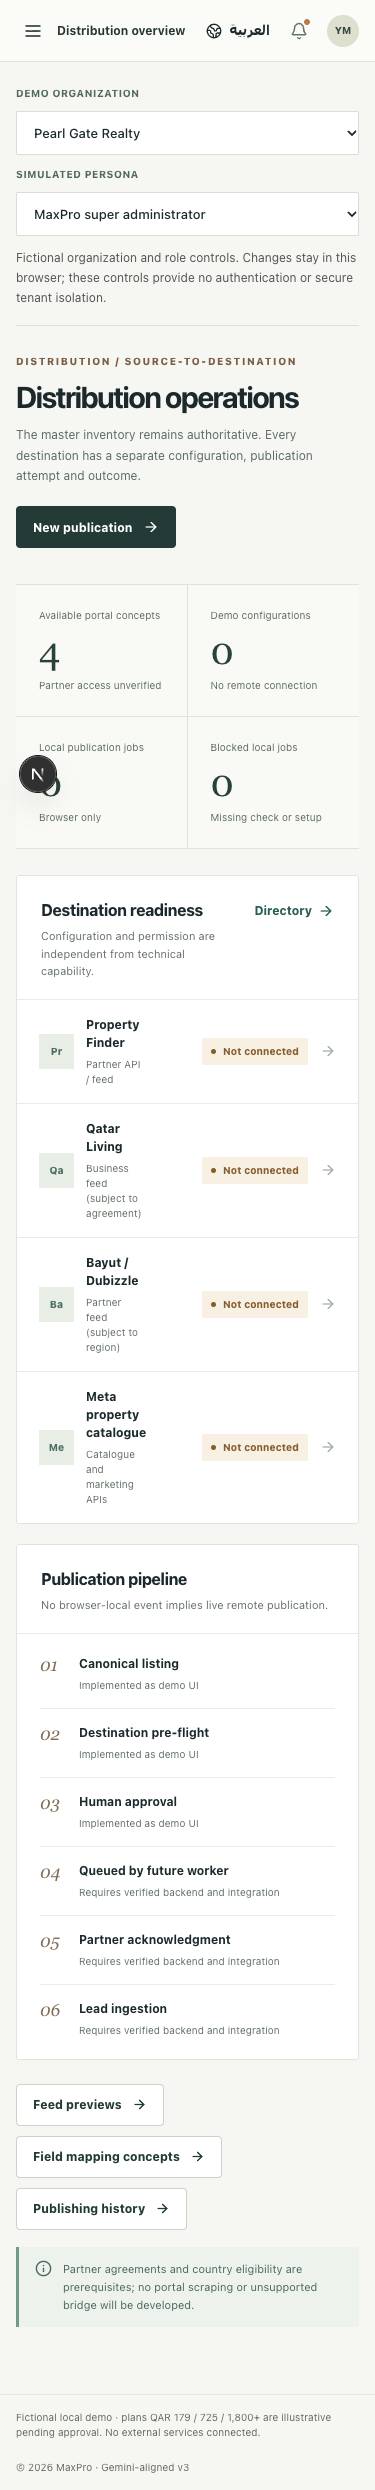 Distribution overview
العربية
YM
DEMO ORGANIZATION
Pearl Gate Realty
SIMULATED PERSONA
MaxPro super administrator
Fictional organization and role controls. Changes stay in this
browser; these controls provide no authentication or secure
tenant isolation.
DISTRIBUTION / SOURCE-TO-DESTINATION
Distribution operations
The master inventory remains authoritative. Every
destination has a separate configuration, publication
attempt and outcome.
New publication
Available portal concepts
4
Partner access unverified
Demo configurations
0
No remote connection
Local publication jobs
0
Browser only
Blocked local jobs
0
Missing check or setup
N
Destination readiness
Directory
Configuration and permission are
independent from technical
capability.
Pr
Property
Finder
Partner API
/ feed
Not connected
Qa
Qatar
Living
Business
feed
(subject to
agreement)
Not connected
Ba
Bayut /
Dubizzle
Partner
feed
(subject to
region)
Not connected
Me
Meta
property
catalogue
Catalogue
and
marketing
APIs
Not connected
Publication pipeline
No browser-local event implies live remote publication.
01
Canonical listing
Implemented as demo UI
02
Destination pre-flight
Implemented as demo UI
03
Human approval
Implemented as demo UI
04
Queued by future worker
Requires verified backend and integration
05
Partner acknowledgment
Requires verified backend and integration
06
Lead ingestion
Requires verified backend and integration
Feed previews
Field mapping concepts
Publishing history
Partner agreements and country eligibility are
prerequisites; no portal scraping or unsupported
bridge will be developed.
Fictional local demo · plans QAR 179 / 725 / 1,800+ are illustrative
pending approval. No external services connected.
© 2026 MaxPro · Gemini-aligned v3